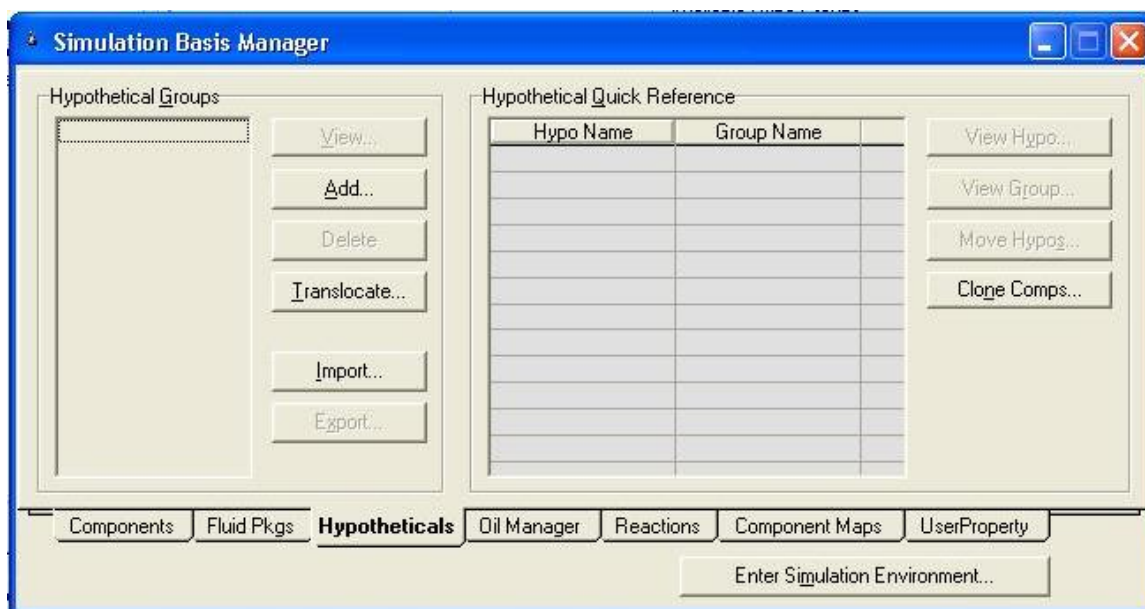 Simulation Basis Manager
Hypothetical Groups
View...
Add...
Delete
Translocate...
Import...
Export...
Hypothetical Quick Reference
Hypo Name Group Name
View Hypo...
View Group...
Move Hypos...
Clone Comps...
Components Fluid Pkgs Hypotheticals Oil Manager Reactions Component Maps UserProperty
Enter Simulation Environment...